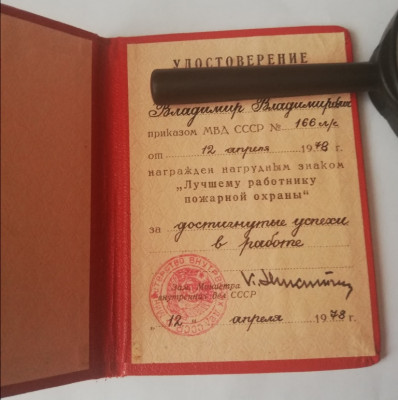 УДОСТОВЕРЕНИЕ
Владимир Владимирович
приказом МВД СССР № 166 л/с
от 12 апреля 1978 г.
награжден нагрудным знаком
„Лучшему работнику
пожарной охраны“
за достигнутые успехи
в работе
Зам. Министра
внутренних дел СССР
„12“ апреля 1978 г.